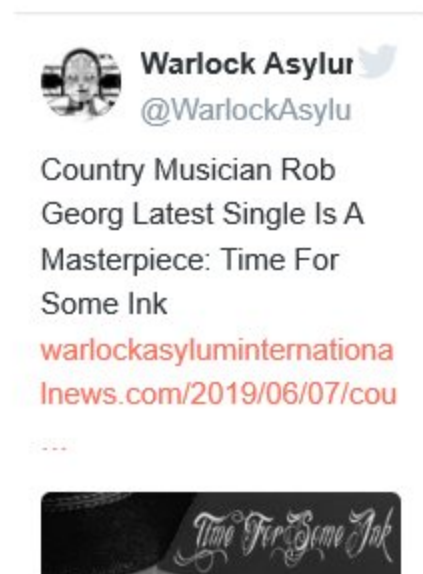 Warlock Asylur
@WarlockAsylu
Country Musician Rob
Georg Latest Single Is A
Masterpiece: Time For
Some Ink
warlockasyluminternationa
lnews.com/2019/06/07/cou
...
Time For Some Ink